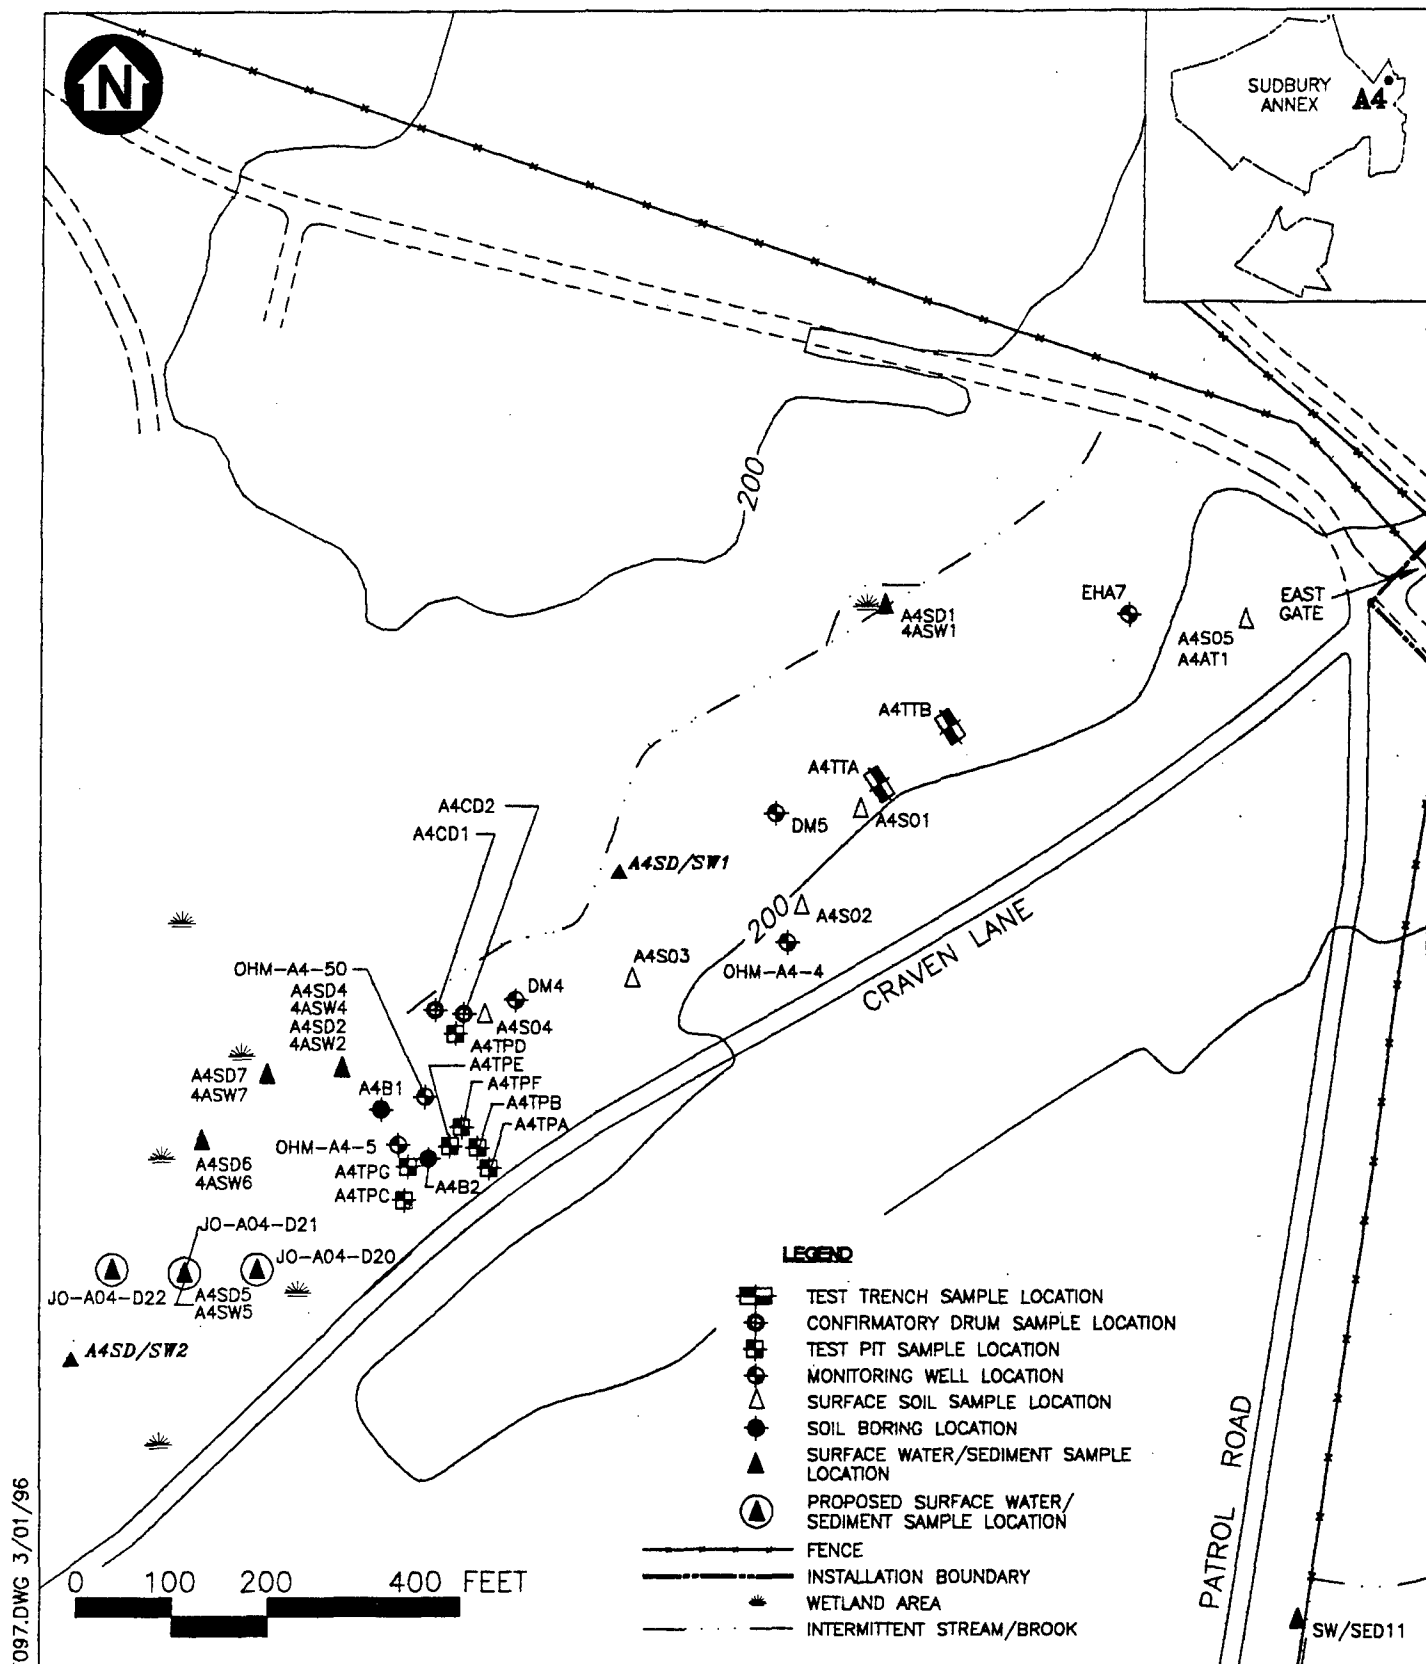 N
SUDBURY
ANNEX
A4
200
EHA7
EAST
GATE
A4SD1
4ASW1
A4SO5
A4AT1
A4TTB
A4TTA
A4CD2
A4CD1
DM5
A4SO1
A4SD/SW1
200
A4SO2
A4SO3
OHM-A4-4
CRAVEN LANE
OHM-A4-50
A4SD4
4ASW4
A4SD2
4ASW2
DM4
A4SO4
A4TPD
A4TPE
A4TPF
A4TPB
A4TPA
A4SD7
4ASW7
A4B1
OHM-A4-5
A4SD6
4ASW6
A4TPG
A4TPC
A4B2
JO-A04-D21
JO-A04-D20
JO-A04-D22
A4SD5
A4SW5
A4SD/SW2
LEGEND
TEST TRENCH SAMPLE LOCATION
CONFIRMATORY DRUM SAMPLE LOCATION
TEST PIT SAMPLE LOCATION
MONITORING WELL LOCATION
SURFACE SOIL SAMPLE LOCATION
SOIL BORING LOCATION
SURFACE WATER/SEDIMENT SAMPLE
LOCATION
PROPOSED SURFACE WATER/
SEDIMENT SAMPLE LOCATION
FENCE
INSTALLATION BOUNDARY
WETLAND AREA
INTERMITTENT STREAM/BROOK
PATROL ROAD
SW/SED11
0 100 200 400 FEET
097.DWG 3/01/96